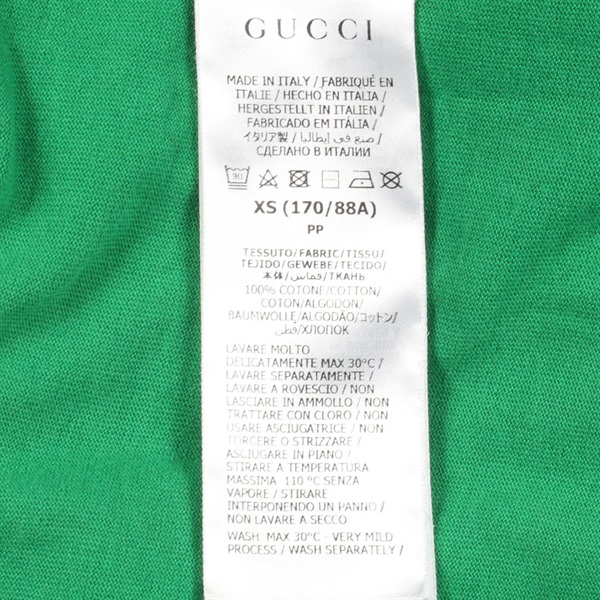 GUCCI
MADE IN ITALY / FABRIQUÉ EN
ITALIE / HECHO EN ITALIA /
HERGESTELLT IN ITALIEN /
FABRICADO EM ITÁLIA /
イタリア製 / صنع في إيطاليا /
СДЕЛАНО В ИТАЛИИ
XS (170/88A)
PP
TESSUTO/FABRIC/TISSU/
TEJIDO/GEWEBE/TECIDO/
本体/قماش/ТКАНЬ
100% COTONE/COTTON/
COTON/ALGODON/
BAUMWOLLE/ALGODÃO/コットン/
قطن/ХЛОПОК
LAVARE MOLTO
DELICATAMENTE MAX 30°C /
LAVARE SEPARATAMENTE /
LAVARE A ROVESCIO / NON
LASCIARE IN AMMOLLO / NON
TRATTARE CON CLORO / NON
USARE ASCIUGATRICE / NON
TORCERE O STRIZZARE /
ASCIUGARE IN PIANO /
STIRARE A TEMPERATURA
MASSIMA 110 °C SENZA
VAPORE / STIRARE
INTERPONENDO UN PANNO /
NON LAVARE A SECCO
WASH MAX 30°C - VERY MILD
PROCESS / WASH SEPARATELY /